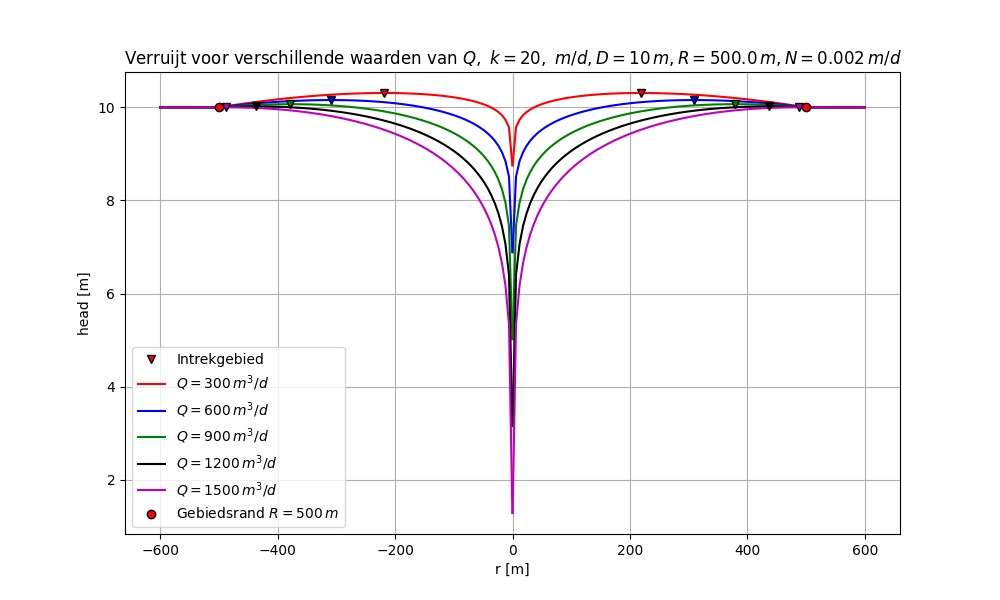 Verruijt voor verschillende waarden van Q, k = 20, m/d, D = 10 m, R = 500.0 m, N = 0.002 m/d
head [m]
10
8
6
4
2
Intrekgebied
Q = 300 m³/d
Q = 600 m³/d
Q = 900 m³/d
Q = 1200 m³/d
Q = 1500 m³/d
Gebiedsrand R = 500 m
−600 −400 −200 0 200 400 600
r [m]